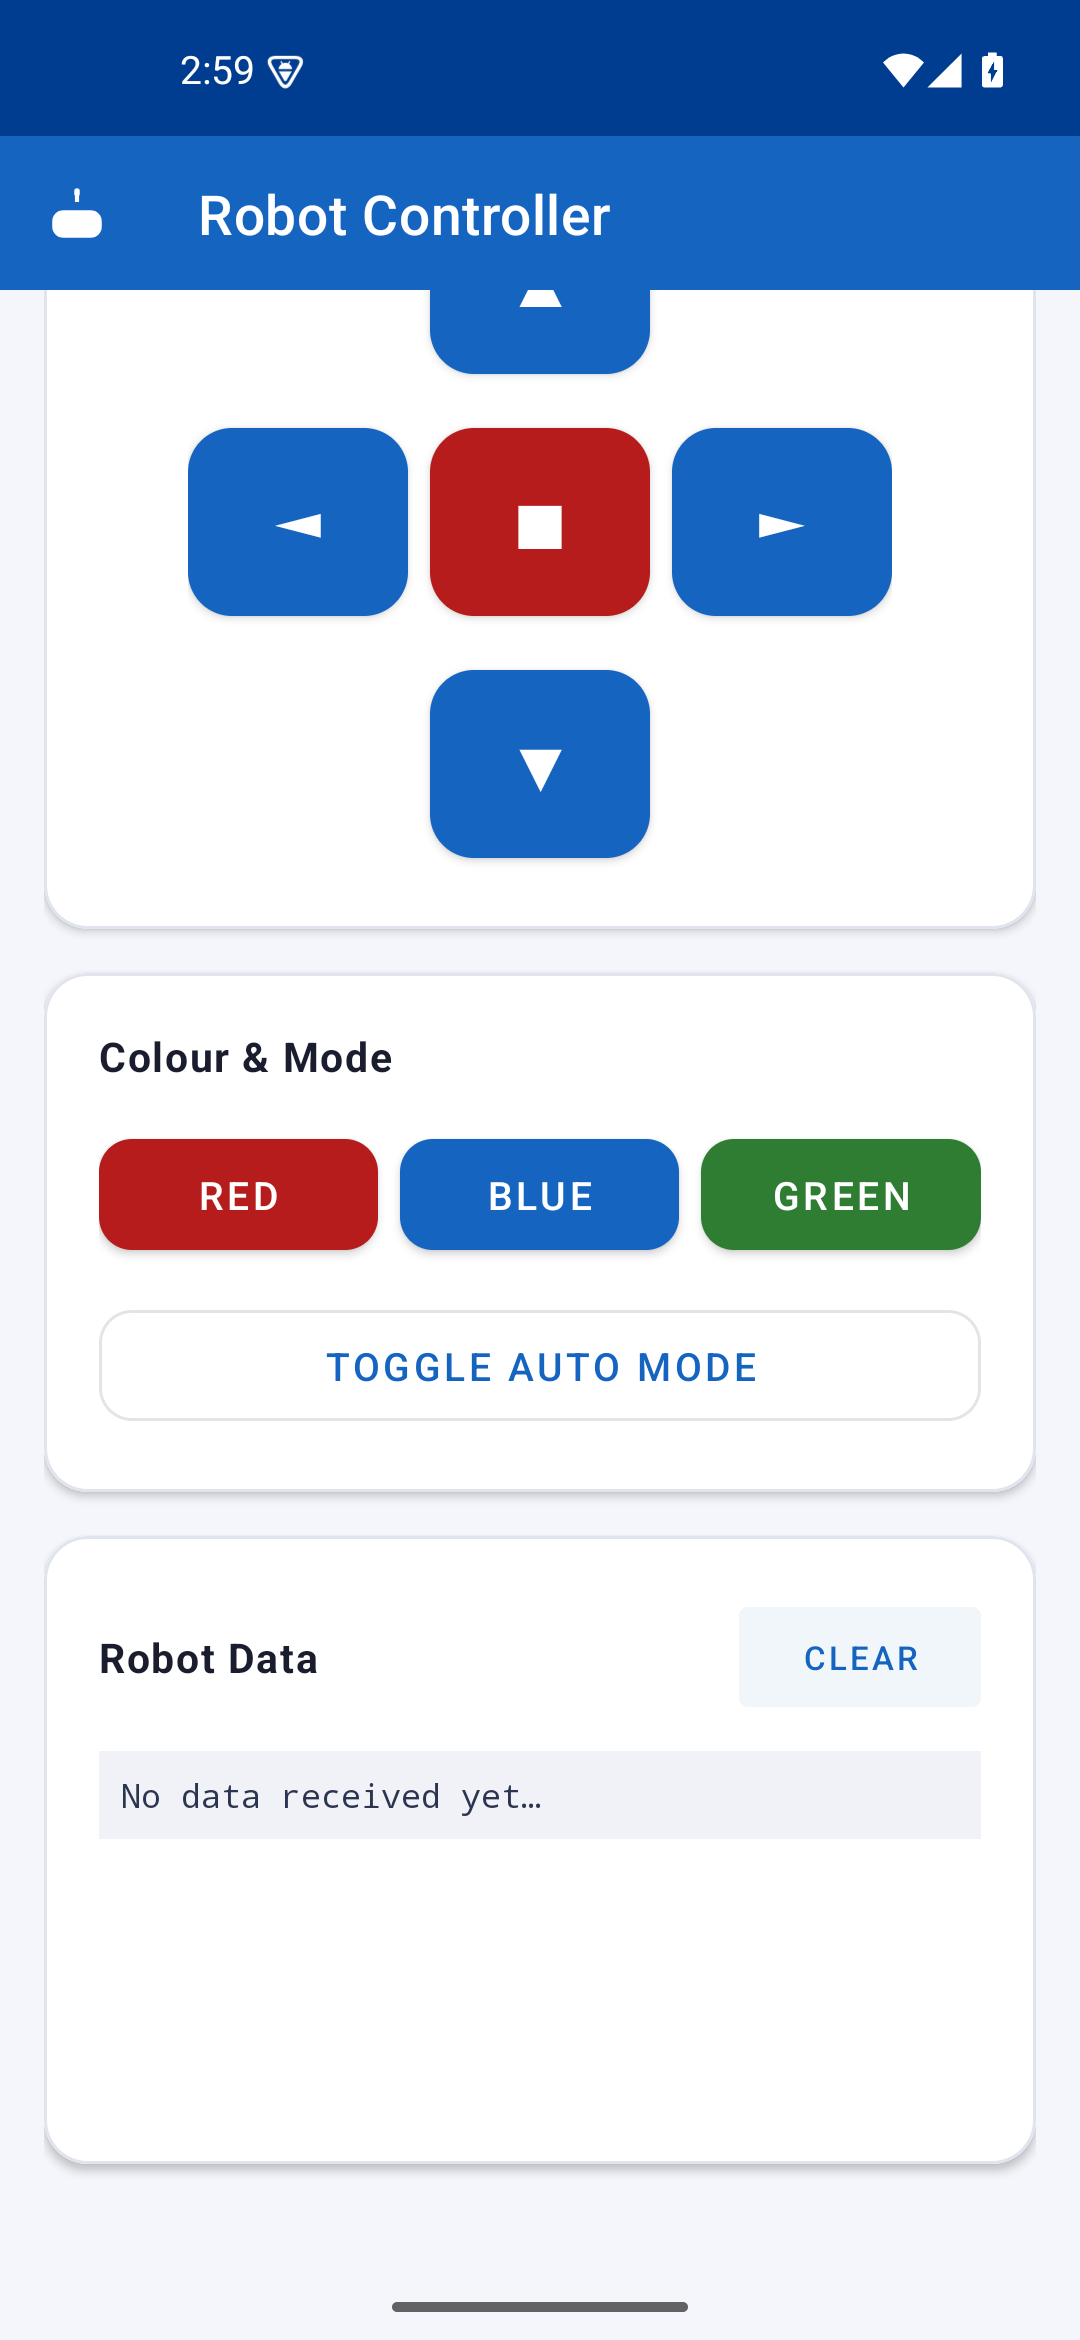 2:59
Robot Controller
▲
◄ ■ ►
▼
Colour & Mode
RED BLUE GREEN
TOGGLE AUTO MODE
Robot Data
CLEAR
No data received yet…